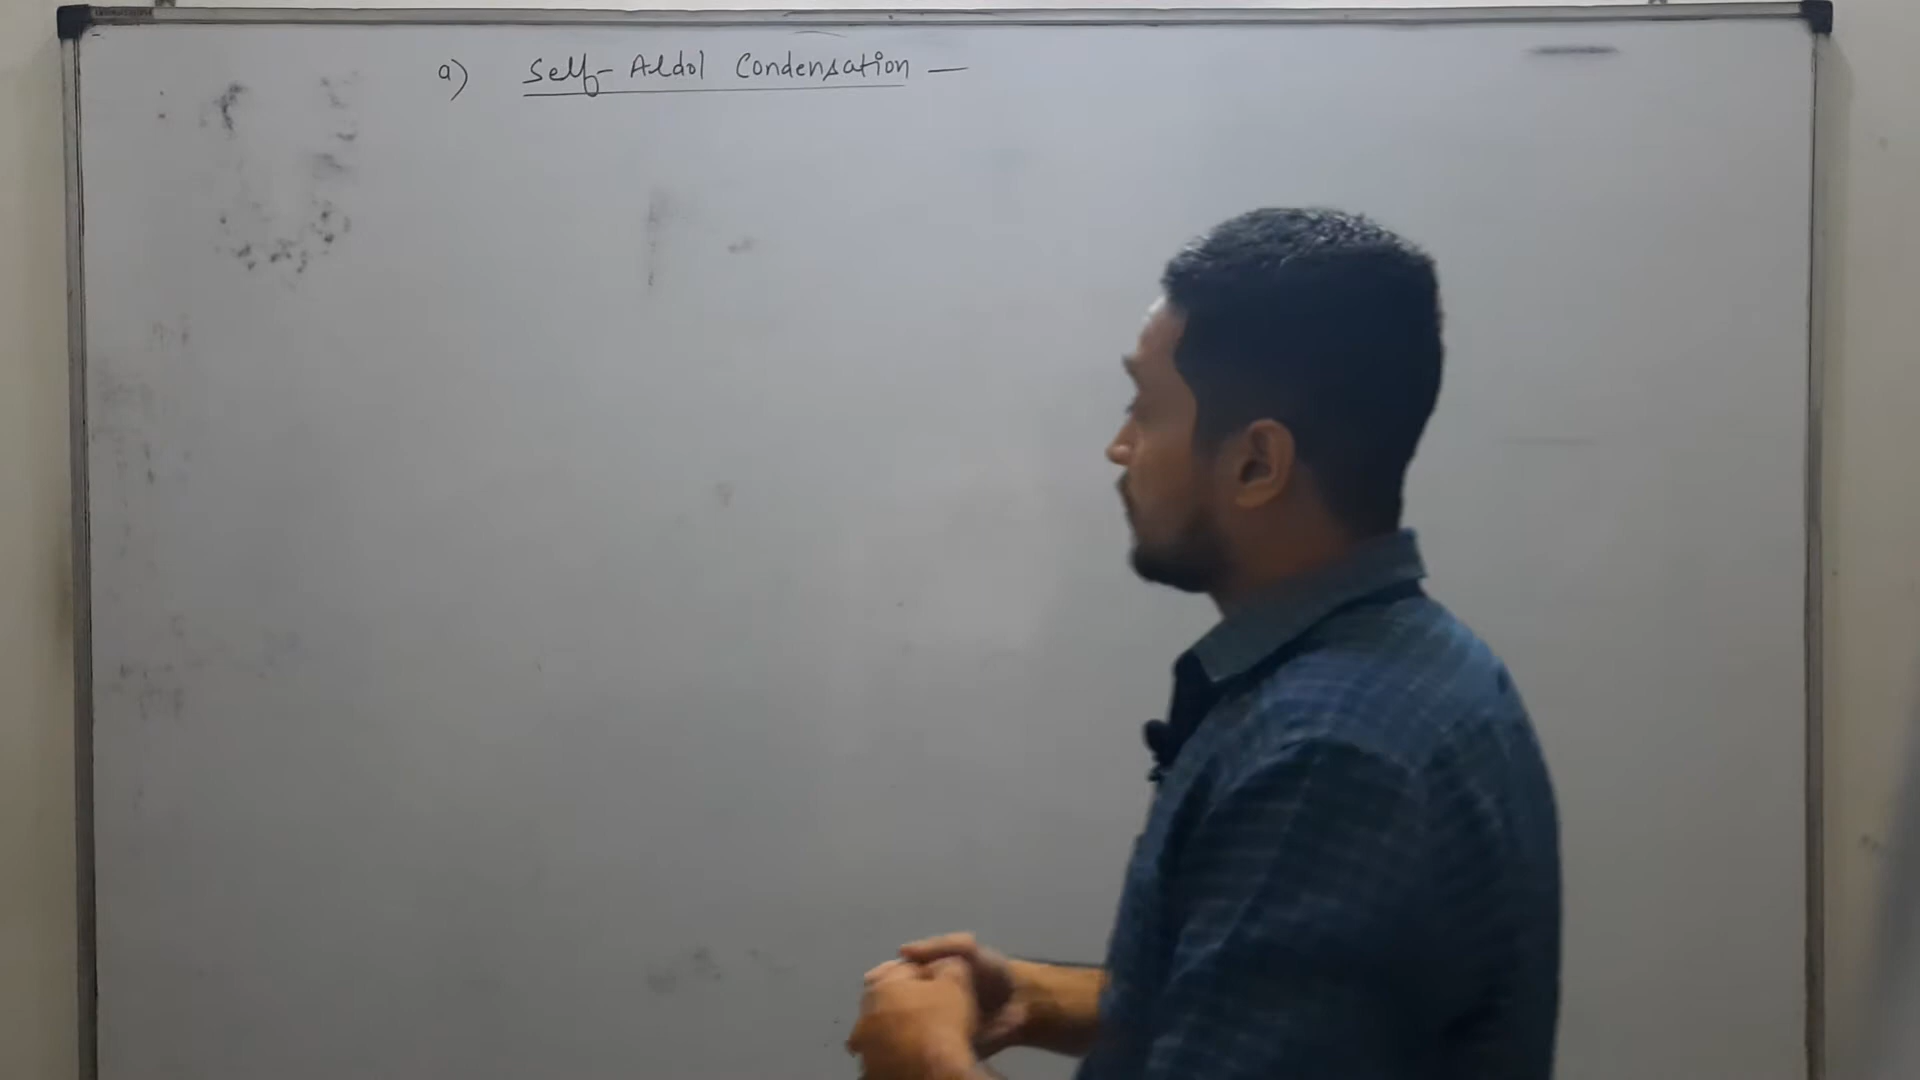 a) Self-Aldol Condensation —